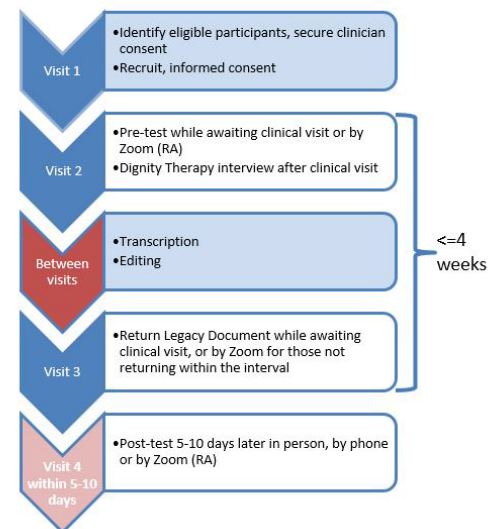 Visit 1
•Identify eligible participants, secure clinician
consent
•Recruit, informed consent
Visit 2
•Pre-test while awaiting clinical visit or by
Zoom (RA)
•Dignity Therapy interview after clinical visit
Between
visits
•Transcription
•Editing
<=4
weeks
Visit 3
•Return Legacy Document while awaiting
clinical visit, or by Zoom for those not
returning within the interval
Visit 4
within 5-10
days
•Post-test 5-10 days later in person, by phone
or by Zoom (RA)